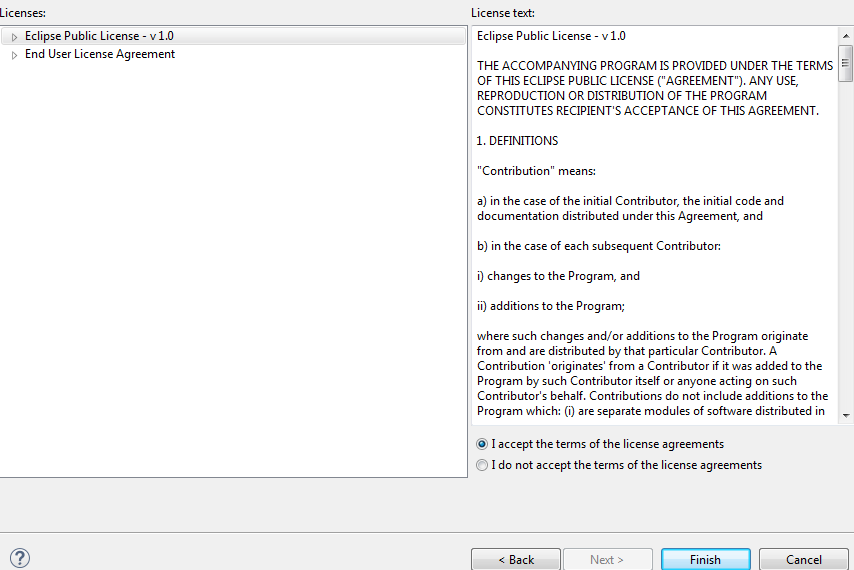 Licenses:
Eclipse Public License - v 1.0
End User License Agreement
License text:
Eclipse Public License - v 1.0
THE ACCOMPANYING PROGRAM IS PROVIDED UNDER THE TERMS
OF THIS ECLIPSE PUBLIC LICENSE ("AGREEMENT"). ANY USE,
REPRODUCTION OR DISTRIBUTION OF THE PROGRAM
CONSTITUTES RECIPIENT'S ACCEPTANCE OF THIS AGREEMENT.
1. DEFINITIONS
"Contribution" means:
a) in the case of the initial Contributor, the initial code and
documentation distributed under this Agreement, and
b) in the case of each subsequent Contributor:
i) changes to the Program, and
ii) additions to the Program;
where such changes and/or additions to the Program originate
from and are distributed by that particular Contributor. A
Contribution 'originates' from a Contributor if it was added to the
Program by such Contributor itself or anyone acting on such
Contributor's behalf. Contributions do not include additions to the
Program which: (i) are separate modules of software distributed in
I accept the terms of the license agreements
I do not accept the terms of the license agreements
?
< Back
Next >
Finish
Cancel